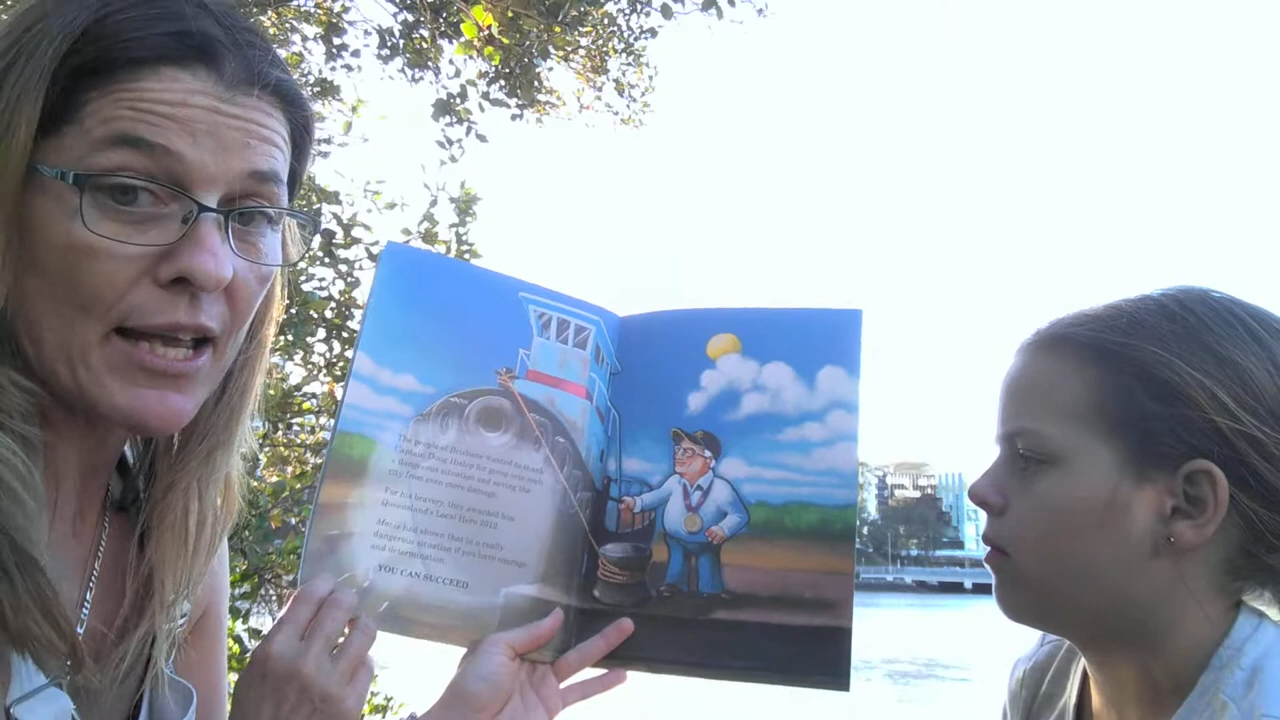 The people of Brisbane wanted to thank
Captain Doug Hislop for going into such
a dangerous situation and saving the
city from even more damage.
For his bravery, they awarded him
Queensland's Local Hero 2012.
had shown that in a really
dangerous situation if you have courage
and determination.
YOU CAN SUCCEED